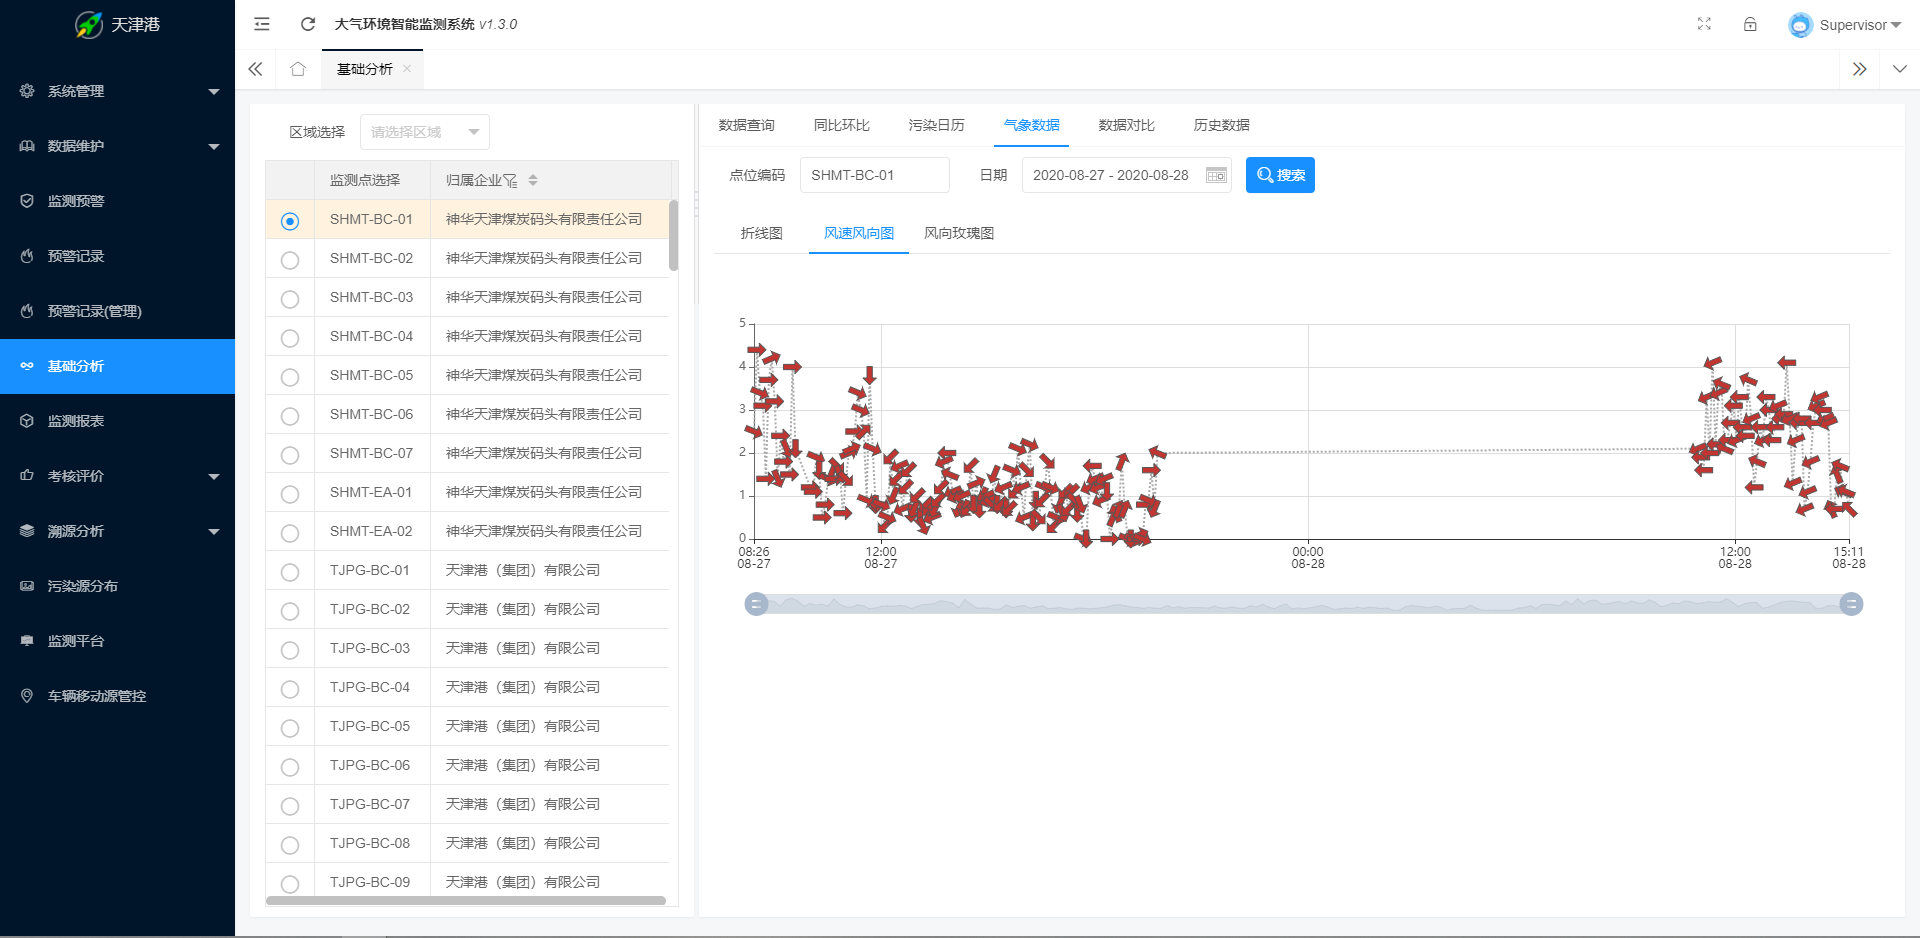 天津港
大气环境智能监测系统 v1.3.0
Supervisor
基础分析
系统管理
数据维护
监测预警
预警记录
预警记录(管理)
基础分析
监测报表
考核评价
溯源分析
污染源分布
监测平台
车辆移动源管控
区域选择 请选择区域
监测点选择 归属企业
SHMT-BC-01 神华天津煤炭码头有限责任公司
SHMT-BC-02 神华天津煤炭码头有限责任公司
SHMT-BC-03 神华天津煤炭码头有限责任公司
SHMT-BC-04 神华天津煤炭码头有限责任公司
SHMT-BC-05 神华天津煤炭码头有限责任公司
SHMT-BC-06 神华天津煤炭码头有限责任公司
SHMT-BC-07 神华天津煤炭码头有限责任公司
SHMT-EA-01 神华天津煤炭码头有限责任公司
SHMT-EA-02 神华天津煤炭码头有限责任公司
TJPG-BC-01 天津港（集团）有限公司
TJPG-BC-02 天津港（集团）有限公司
TJPG-BC-03 天津港（集团）有限公司
TJPG-BC-04 天津港（集团）有限公司
TJPG-BC-05 天津港（集团）有限公司
TJPG-BC-06 天津港（集团）有限公司
TJPG-BC-07 天津港（集团）有限公司
TJPG-BC-08 天津港（集团）有限公司
TJPG-BC-09 天津港（集团）有限公司
数据查询 同比环比 污染日历 气象数据 数据对比 历史数据
点位编码 SHMT-BC-01 日期 2020-08-27 - 2020-08-28 搜索
折线图 风速风向图 风向玫瑰图
5
4
3
2
1
0
08:26 12:00 00:00 12:00 15:11
08-27 08-27 08-28 08-28 08-28